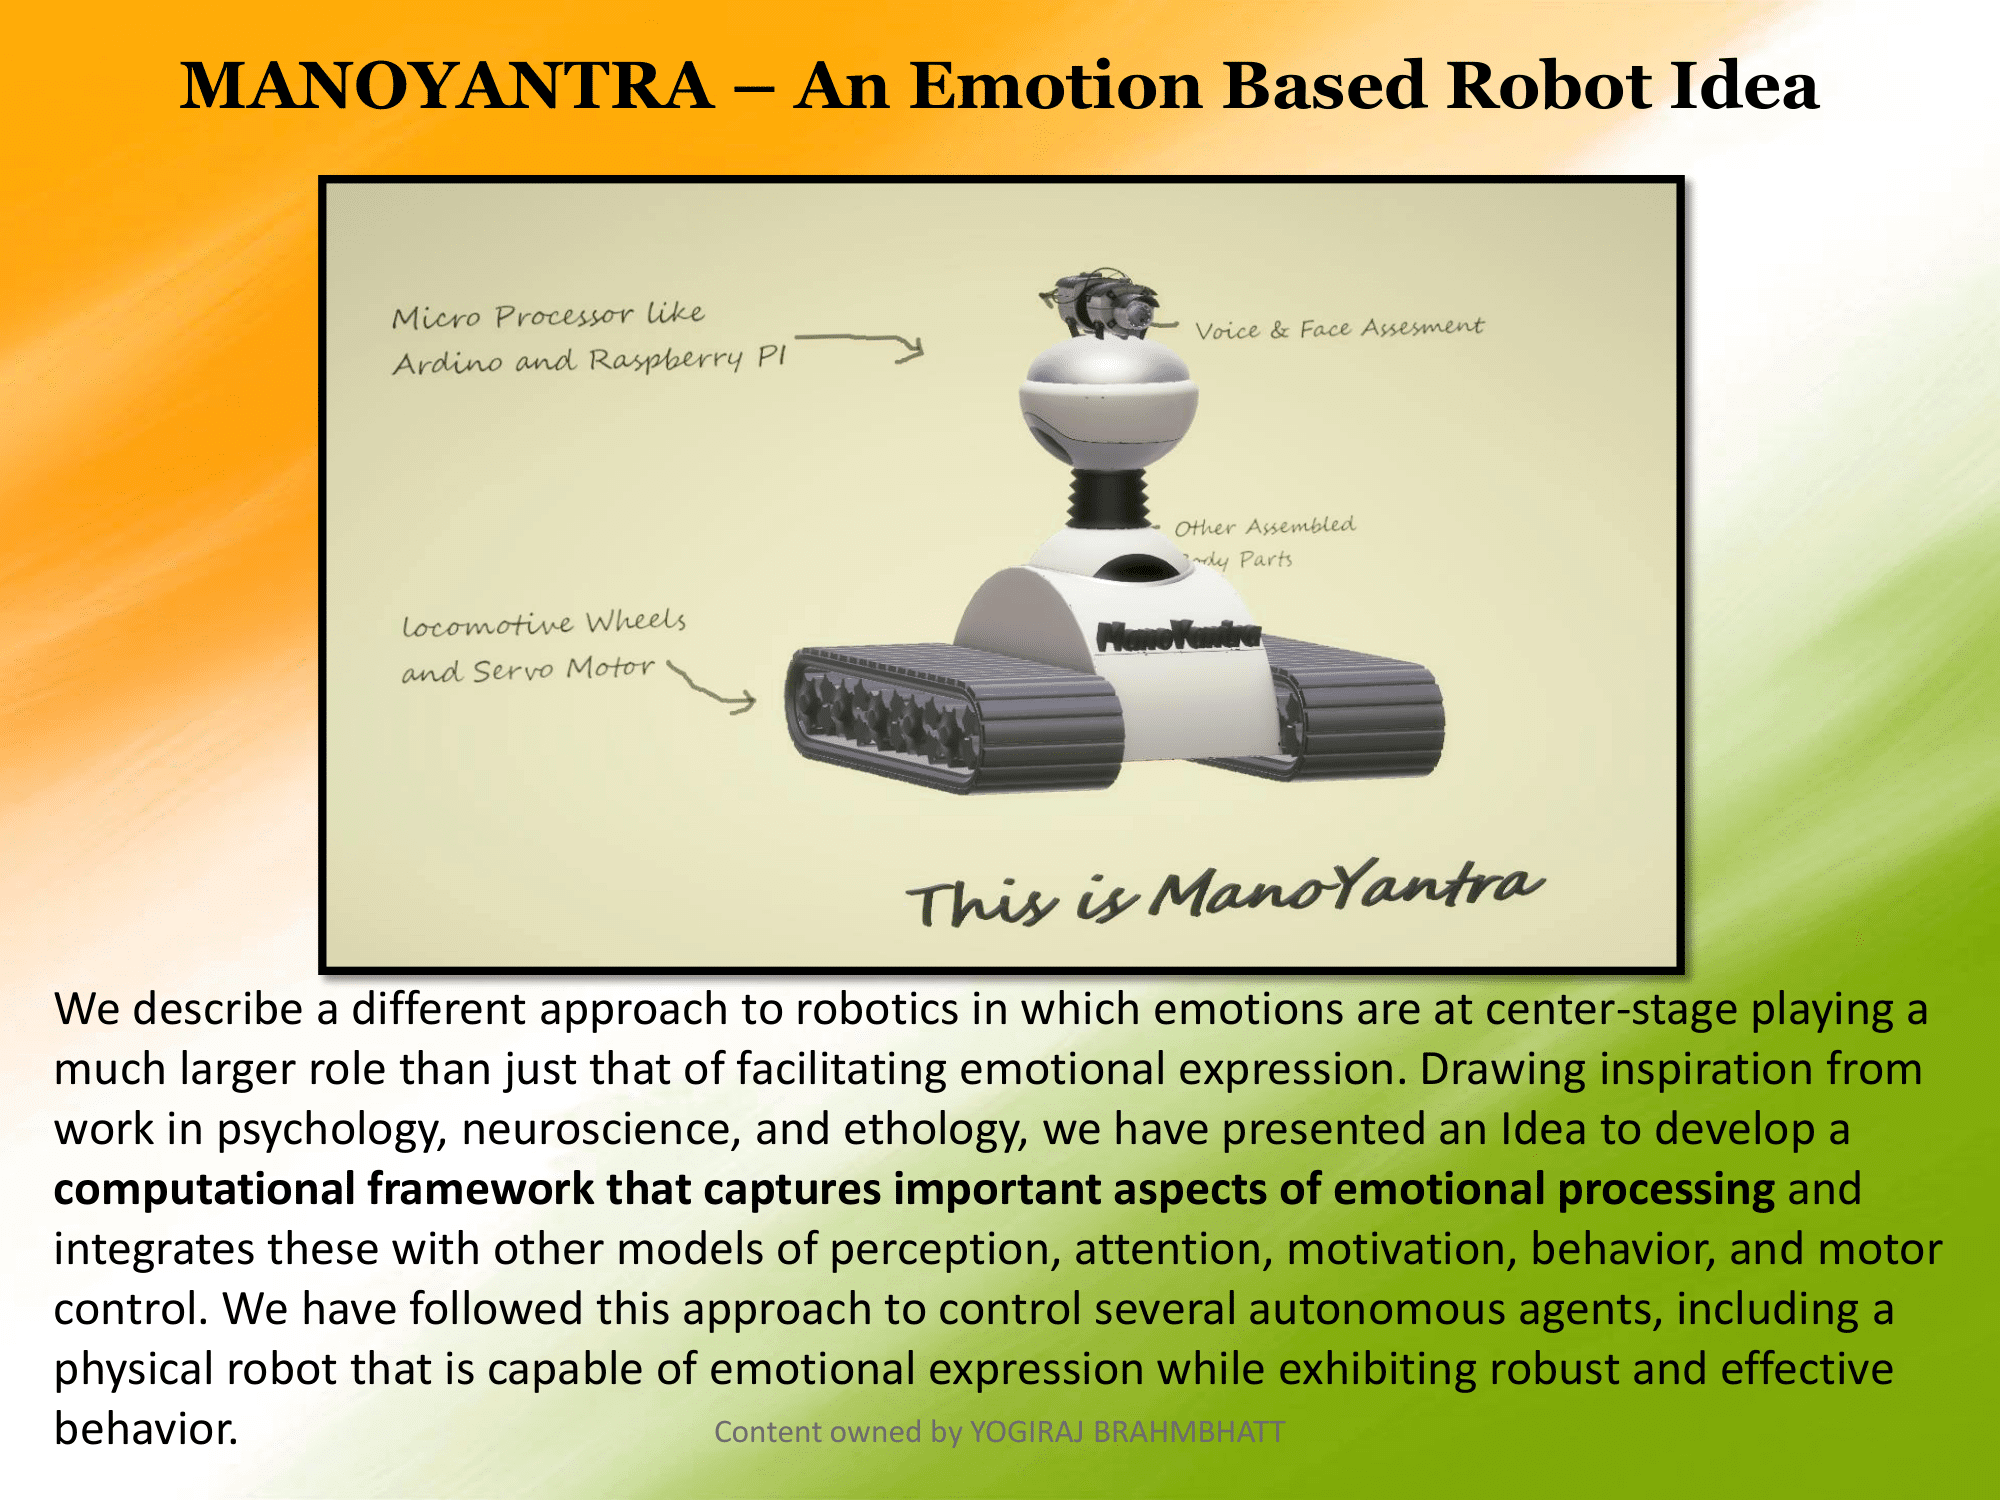 MANOYANTRA – An Emotion Based Robot Idea
Micro Processor like
Ardino and Raspberry PI
Voice & Face Assesment
Other Assembled
Parts
locomotive Wheels
and Servo Motor
ManoYantra
This is ManoYantra
We describe a different approach to robotics in which emotions are at center-stage playing a
much larger role than just that of facilitating emotional expression. Drawing inspiration from
work in psychology, neuroscience, and ethology, we have presented an Idea to develop a
computational framework that captures important aspects of emotional processing and
integrates these with other models of perception, attention, motivation, behavior, and motor
control. We have followed this approach to control several autonomous agents, including a
physical robot that is capable of emotional expression while exhibiting robust and effective
behavior.
Content owned by YOGIRAJ BRAHMBHATT